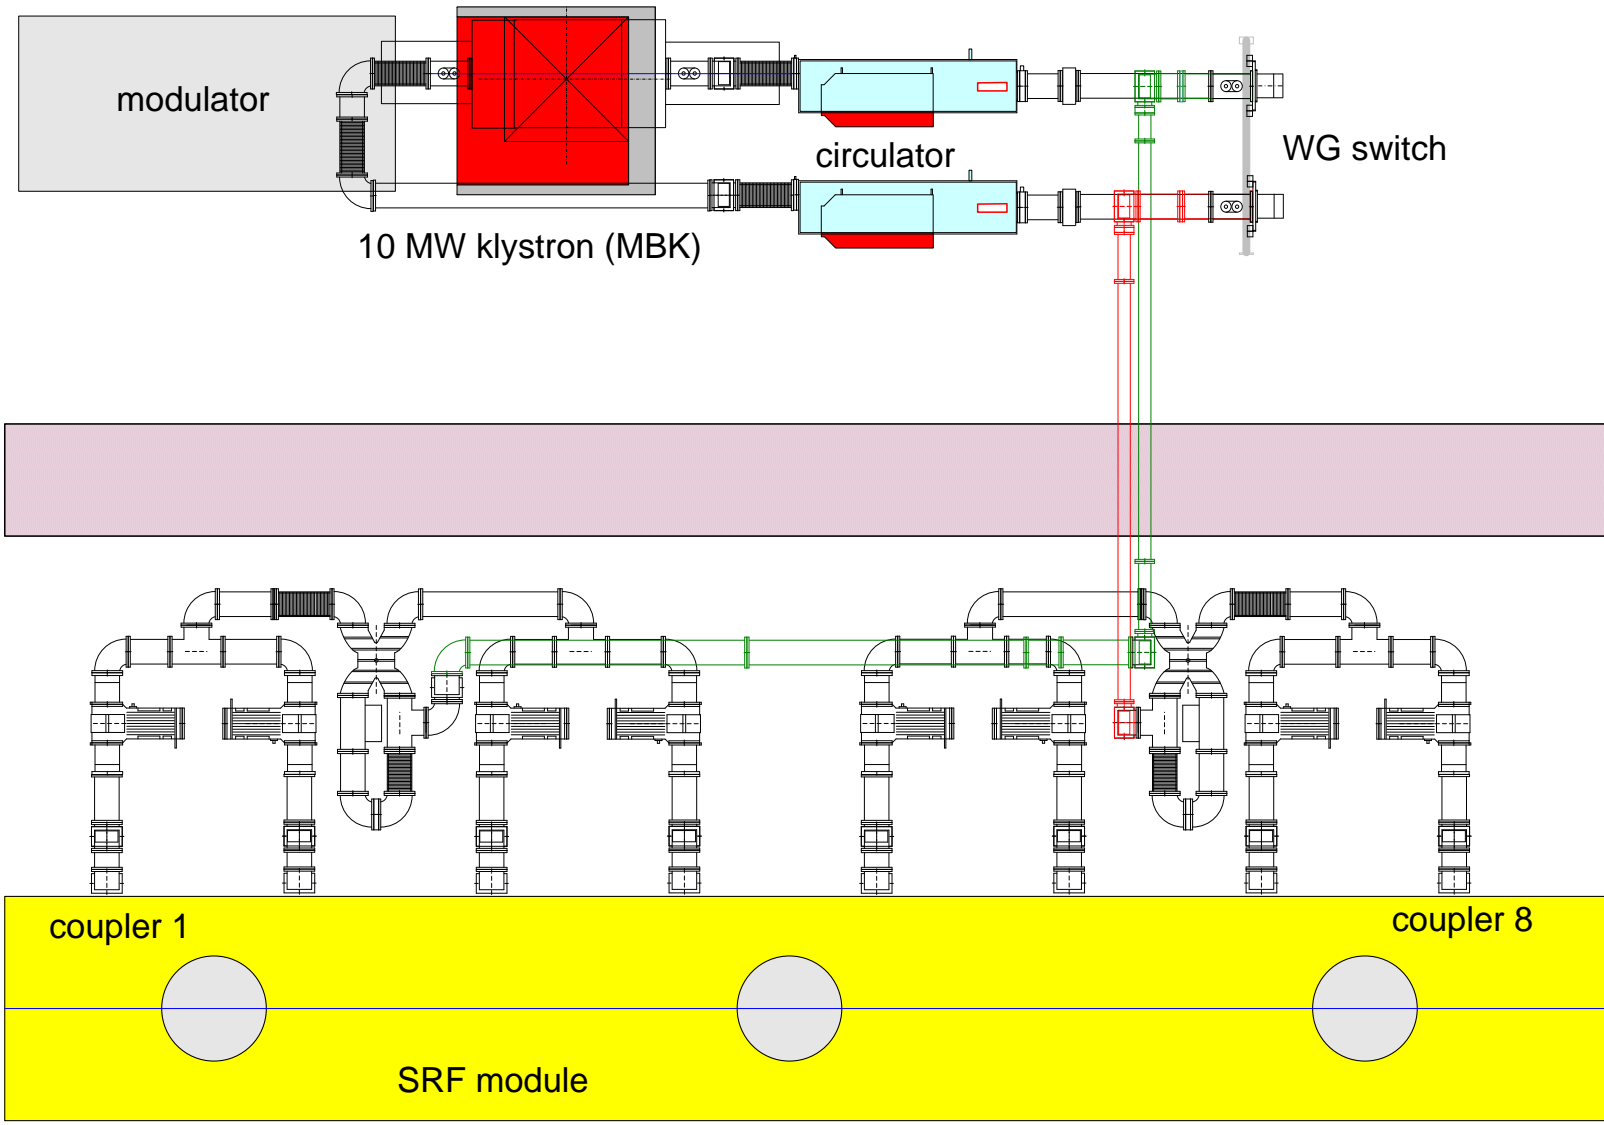 modulator
circulator
WG switch
10 MW klystron (MBK)
coupler 1
coupler 8
SRF module